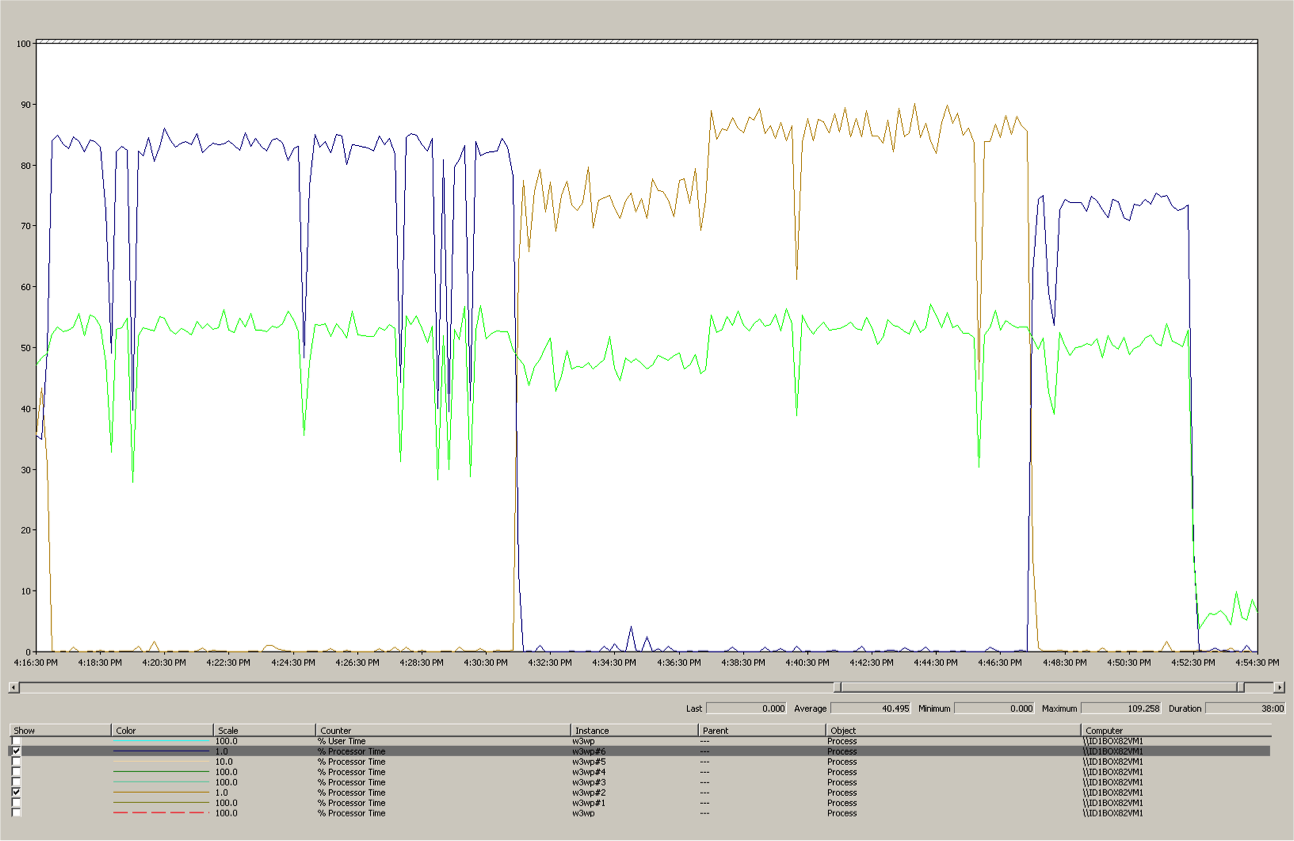 100
90
80
70
60
50
40
30
20
10
0
4:16:30 PM 4:18:30 PM 4:20:30 PM 4:22:30 PM 4:24:30 PM 4:26:30 PM 4:28:30 PM 4:30:30 PM 4:32:30 PM 4:34:30 PM 4:36:30 PM 4:38:30 PM 4:40:30 PM 4:42:30 PM 4:44:30 PM 4:46:30 PM 4:48:30 PM 4:50:30 PM 4:52:30 PM 4:54:30 PM
Last 0.000 Average 40.495 Minimum 0.000 Maximum 109.258 Duration 38:00
Show Color Scale Counter Instance Parent Object Computer
100.0 % User Time w3wp --- Process \\ID1BOX82VM1
1.0 % Processor Time w3wp#6 --- Process \\ID1BOX82VM1
10.0 % Processor Time w3wp#5 --- Process \\ID1BOX82VM1
100.0 % Processor Time w3wp#4 --- Process \\ID1BOX82VM1
100.0 % Processor Time w3wp#3 --- Process \\ID1BOX82VM1
1.0 % Processor Time w3wp#2 --- Process \\ID1BOX82VM1
100.0 % Processor Time w3wp#1 --- Process \\ID1BOX82VM1
100.0 % Processor Time w3wp --- Process \\ID1BOX82VM1